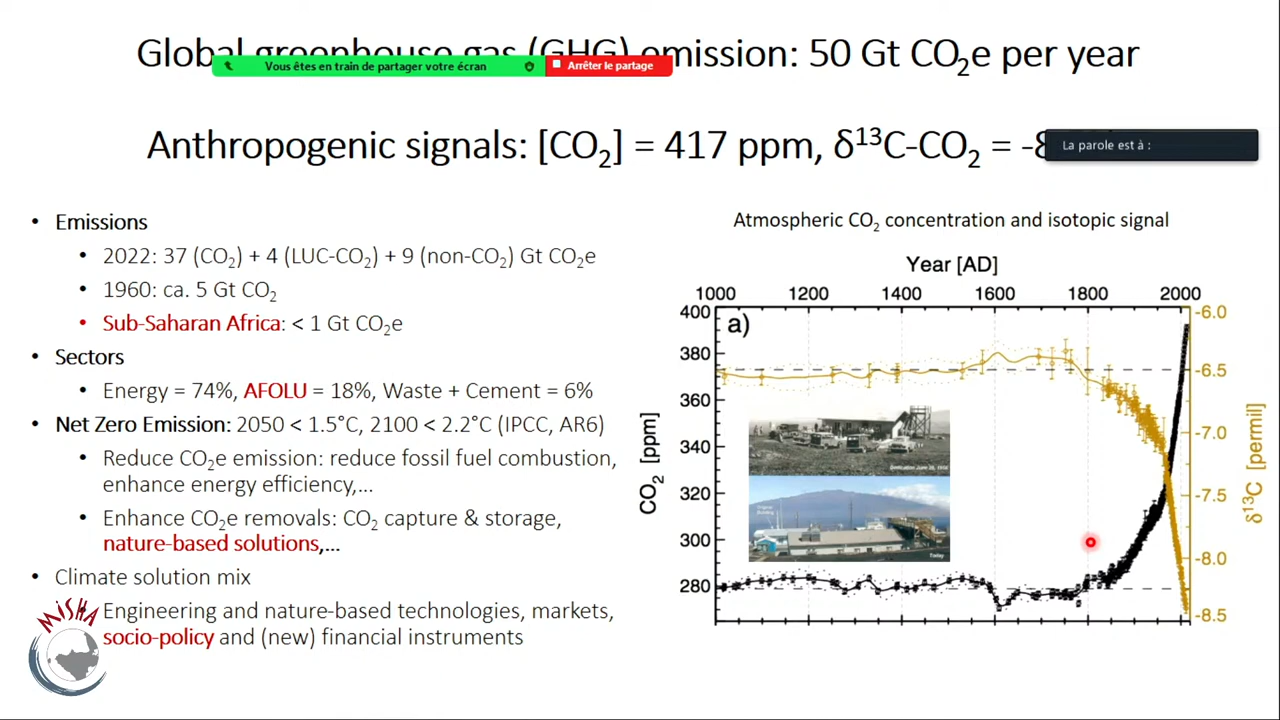 Global greenhouse gas (GHG) emission: 50 Gt CO₂e per year
Vous êtes en train de partager votre écran
Arrêter le partage
Anthropogenic signals: [CO₂] = 417 ppm, δ¹³C-CO₂ = -8
La parole est à :
• Emissions
• 2022: 37 (CO₂) + 4 (LUC-CO₂) + 9 (non-CO₂) Gt CO₂e
• 1960: ca. 5 Gt CO₂
• Sub-Saharan Africa: < 1 Gt CO₂e
• Sectors
• Energy = 74%, AFOLU = 18%, Waste + Cement = 6%
• Net Zero Emission: 2050 < 1.5°C, 2100 < 2.2°C (IPCC, AR6)
• Reduce CO₂e emission: reduce fossil fuel combustion,
enhance energy efficiency,...
• Enhance CO₂e removals: CO₂ capture & storage,
nature-based solutions,...
• Climate solution mix
Engineering and nature-based technologies, markets,
socio-policy and (new) financial instruments
MISHA
Atmospheric CO₂ concentration and isotopic signal
Year [AD]
1000 1200 1400 1600 1800 2000
a)
400
380
360
340
320
300
280
CO₂ [ppm]
-6.0
-6.5
-7.0
-7.5
-8.0
-8.5
δ¹³C [permil]
Original
Building
Today